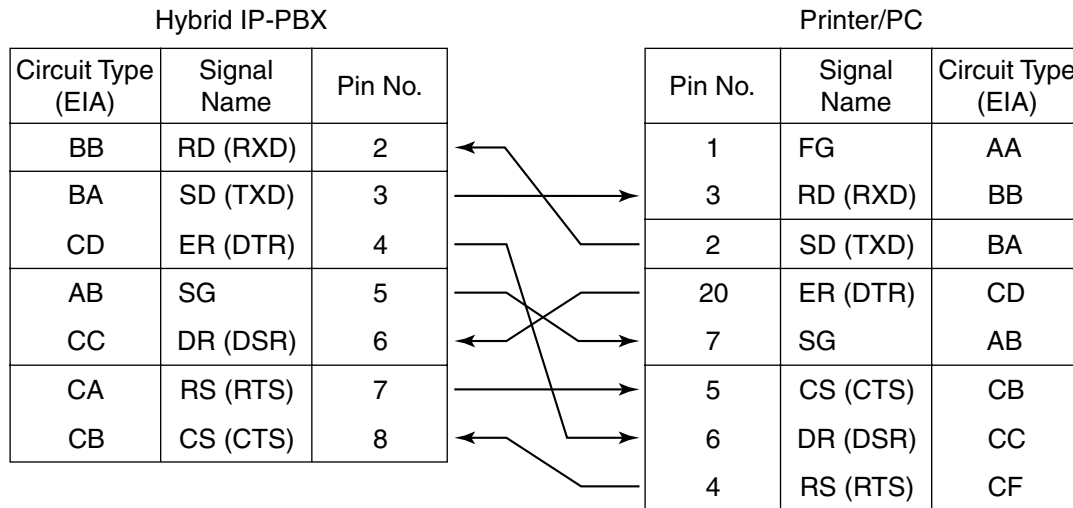 Hybrid IP-PBX
Circuit Type (EIA) Signal Name Pin No.
BB RD (RXD) 2
BA SD (TXD) 3
CD ER (DTR) 4
AB SG 5
CC DR (DSR) 6
CA RS (RTS) 7
CB CS (CTS) 8
Printer/PC
Pin No. Signal Name Circuit Type (EIA)
1 FG AA
3 RD (RXD) BB
2 SD (TXD) BA
20 ER (DTR) CD
7 SG AB
5 CS (CTS) CB
6 DR (DSR) CC
4 RS (RTS) CF